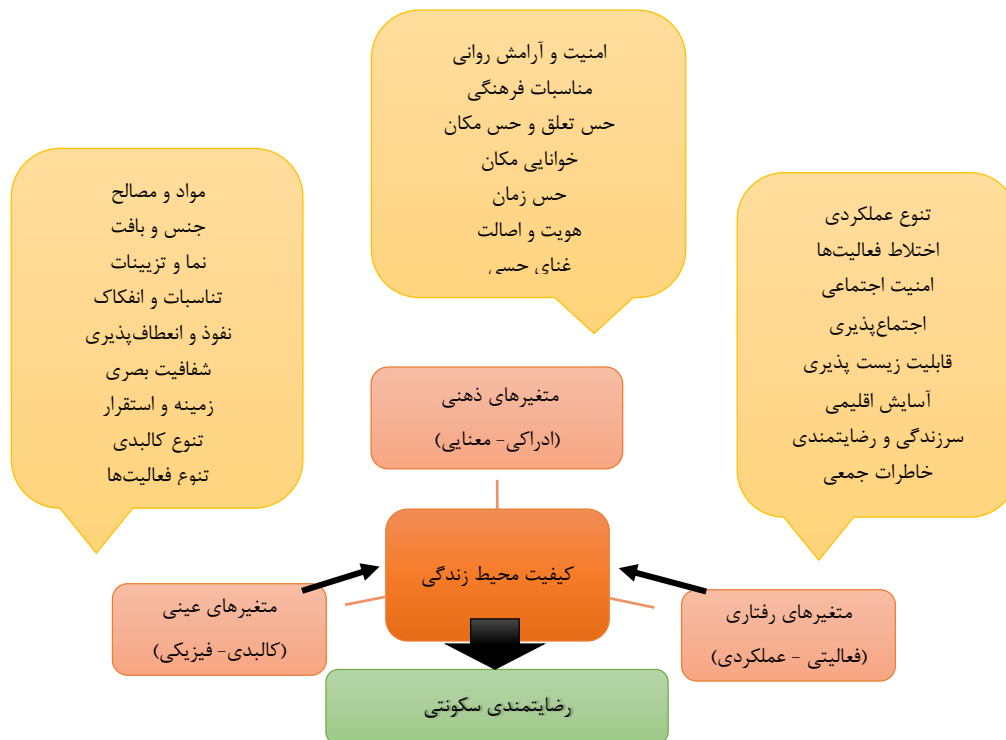 امنیت و آرامش روانی
مناسبات فرهنگی
حس تعلق و حس مکان
خوانایی مکان
حس زمان
هویت و اصالت
غنای حسی
تنوع عملکردی
اختلاط فعالیت‌ها
امنیت اجتماعی
اجتماع‌پذیری
قابلیت زیست پذیری
آسایش اقلیمی
سرزندگی و رضایتمندی
خاطرات جمعی
مواد و مصالح
جنس و بافت
نما و تزیینات
تناسبات و انفکاک
نفوذ و انعطاف‌پذیری
شفافیت بصری
زمینه و استقرار
تنوع کالبدی
تنوع فعالیت‌ها
متغیرهای ذهنی
(ادراکی- معنایی)
کیفیت محیط زندگی
متغیرهای رفتاری
(فعالیتی - عملکردی)
متغیرهای عینی
(کالبدی- فیزیکی)
رضایتمندی سکونتی